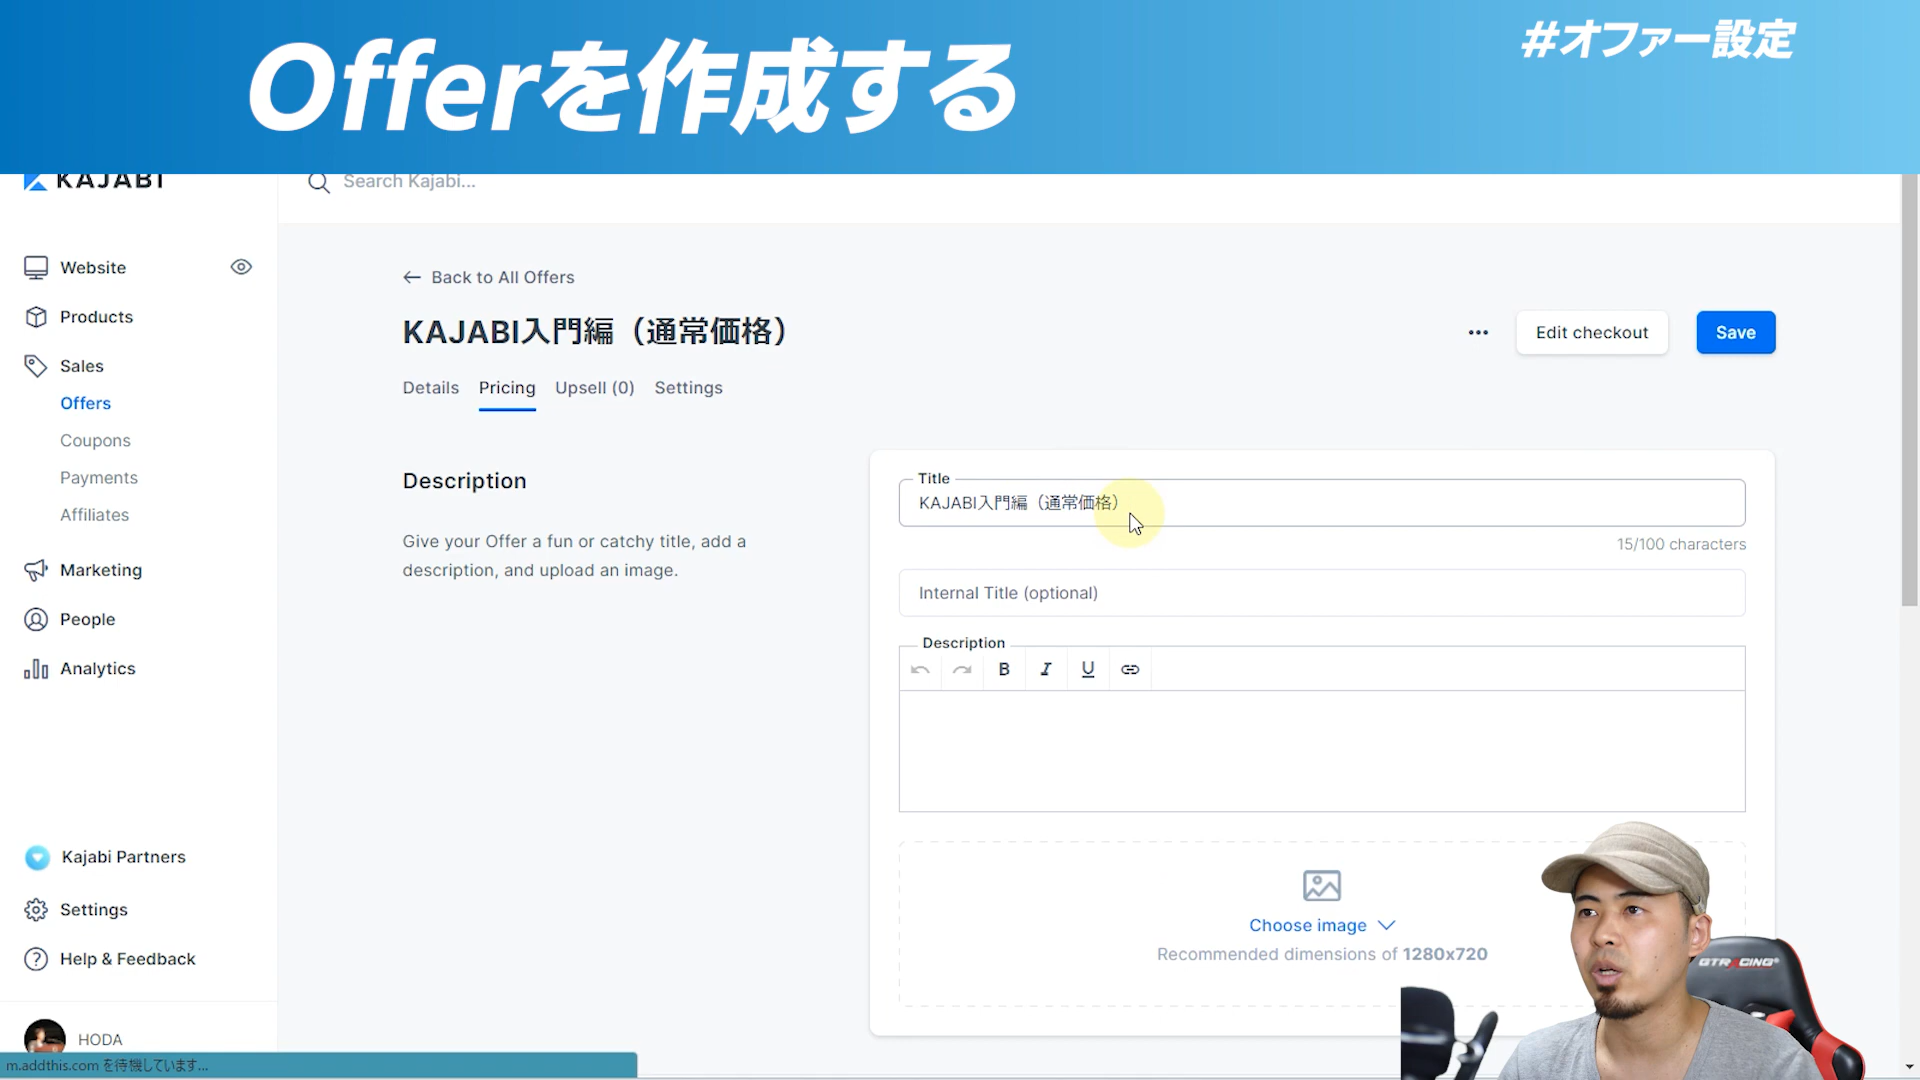 Offerを作成する
#オファー設定
KAJABI
Search Kajabi...
Website
Products
Sales
Offers
Coupons
Payments
Affiliates
Marketing
People
Analytics
Kajabi Partners
Settings
Help & Feedback
HODA
m.addthis.com を待機しています...
Back to All Offers
KAJABI入門編（通常価格）
Edit checkout
Save
Details
Pricing
Upsell (0)
Settings
Description
Give your Offer a fun or catchy title, add a
description, and upload an image.
Title
KAJABI入門編（通常価格）
15/100 characters
Internal Title (optional)
Description
B I U
Choose image
Recommended dimensions of 1280x720
GTRACING